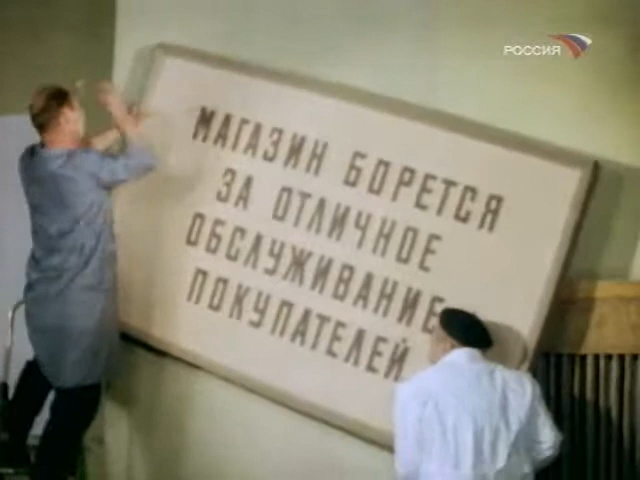 РОССИЯ
МАГАЗИН БОРЕТСЯ
ЗА ОТЛИЧНОЕ
ОБСЛУЖИВАНИЕ
ПОКУПАТЕЛЕЙ